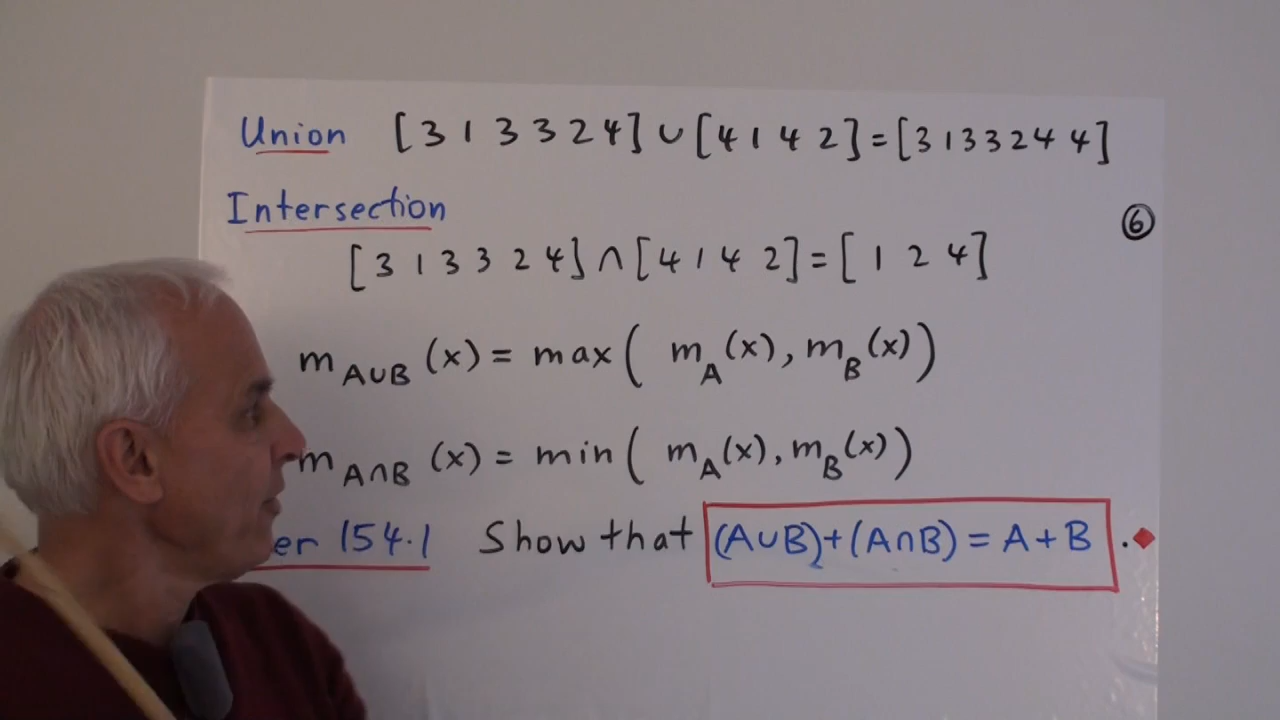 Union [3 1 3 3 2 4] ∪ [4 1 4 2] = [3 1 3 3 2 4 4]
Intersection
⑥
[3 1 3 3 2 4] ∩ [4 1 4 2] = [1 2 4]
m_{A∪B}(x) = max( m_A(x), m_B(x) )
m_{A∩B}(x) = min( m_A(x), m_B(x) )
er 154.1 Show that (A∪B)+(A∩B) = A+B .